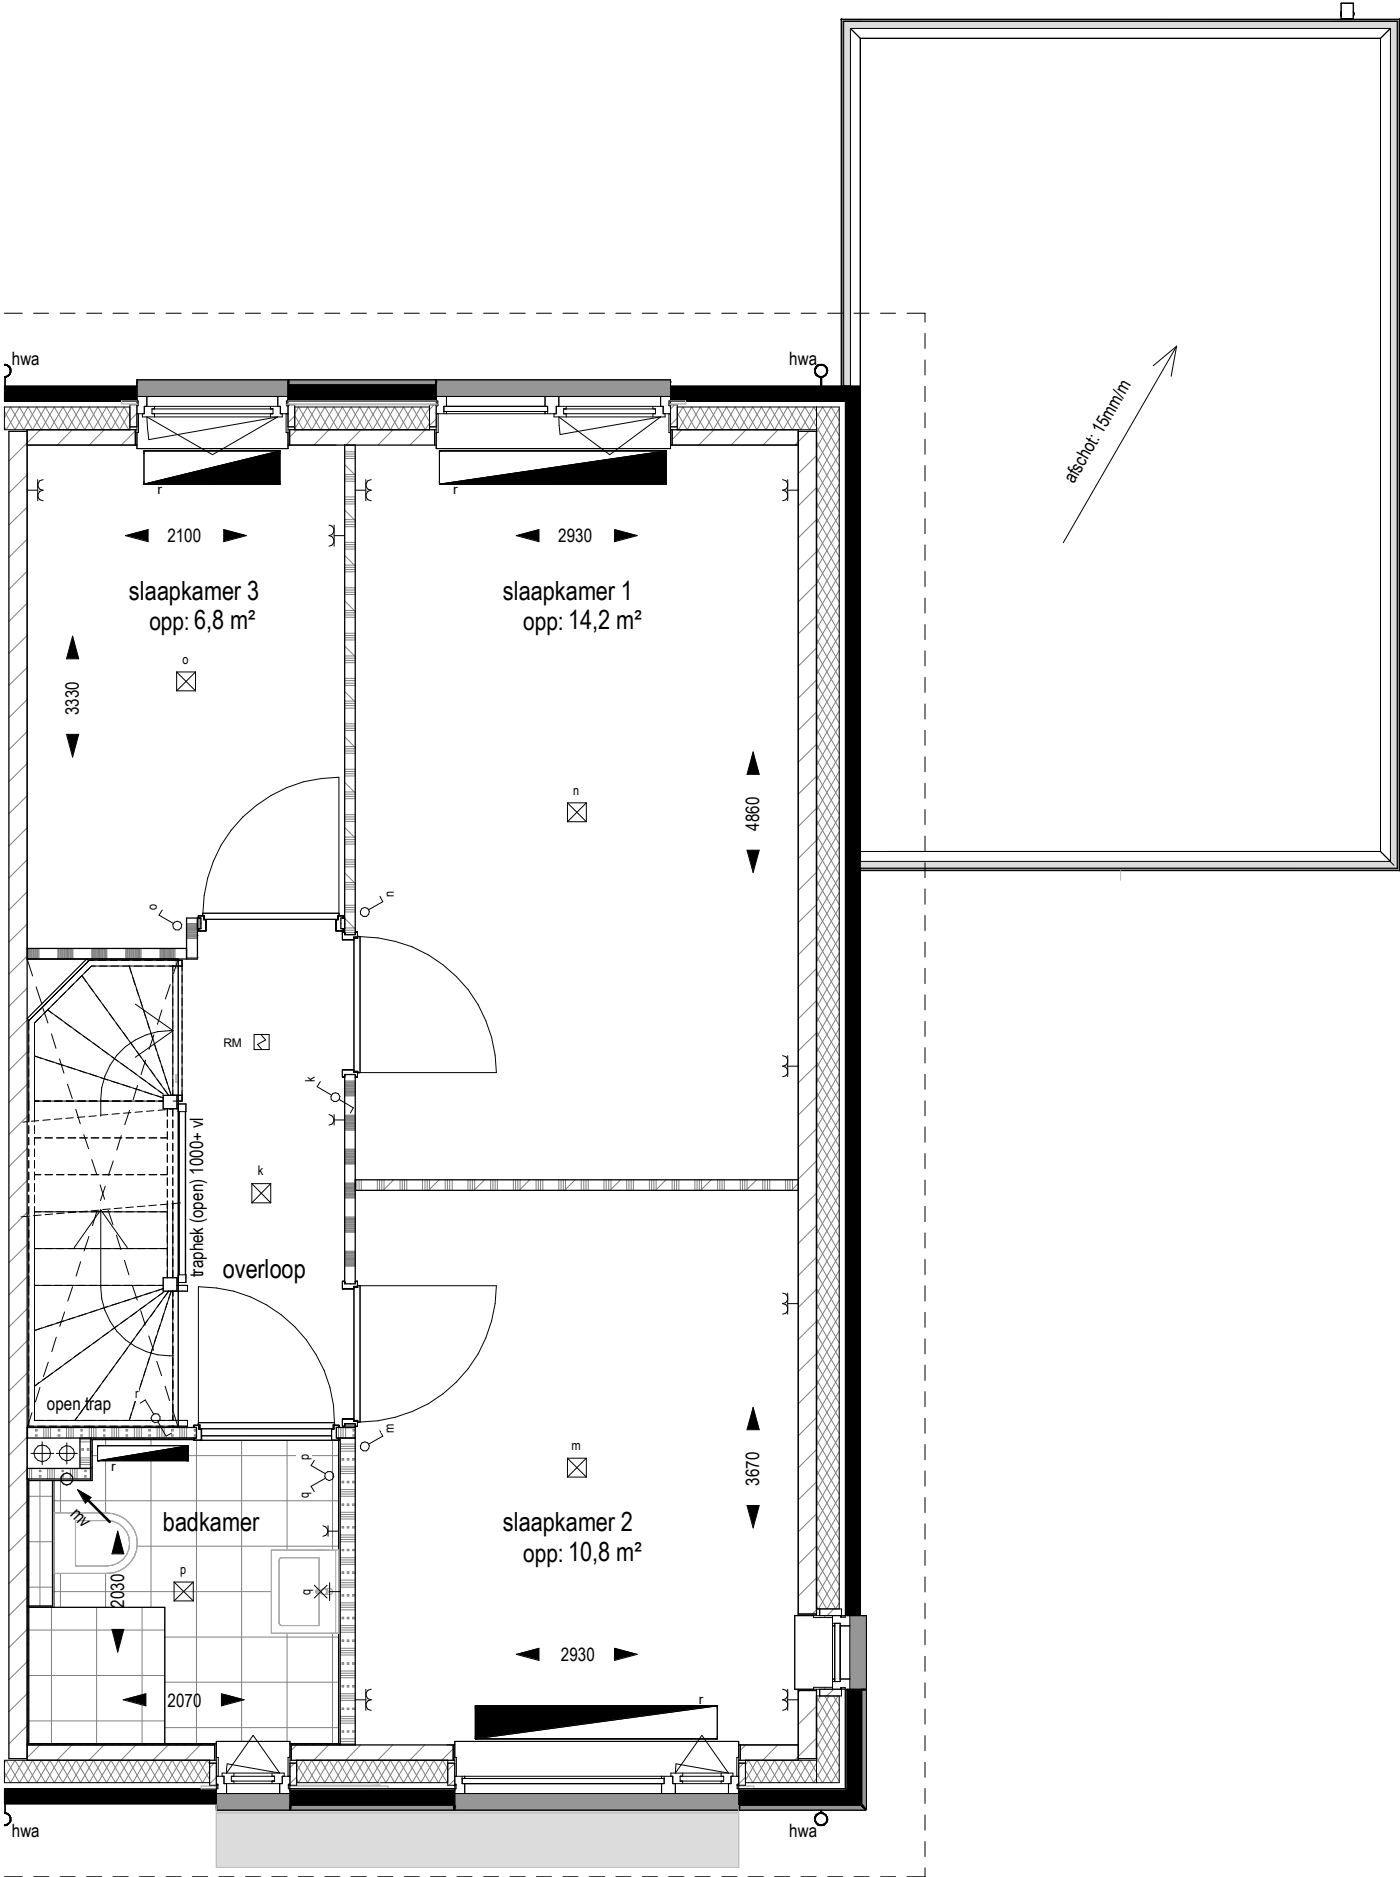 hwa
hwa
afschot: 15mm/m
r
r
2100
2930
slaapkamer 3
opp: 6,8 m²
slaapkamer 1
opp: 14,2 m²
o
3330
n
4860
o
n
RM
k
traphek (open) 1000+ vl
k
overloop
open trap
r
m
r
p
q
m
3670
mv
badkamer
slaapkamer 2
opp: 10,8 m²
p
2030
q
2930
2070
r
hwa
hwa